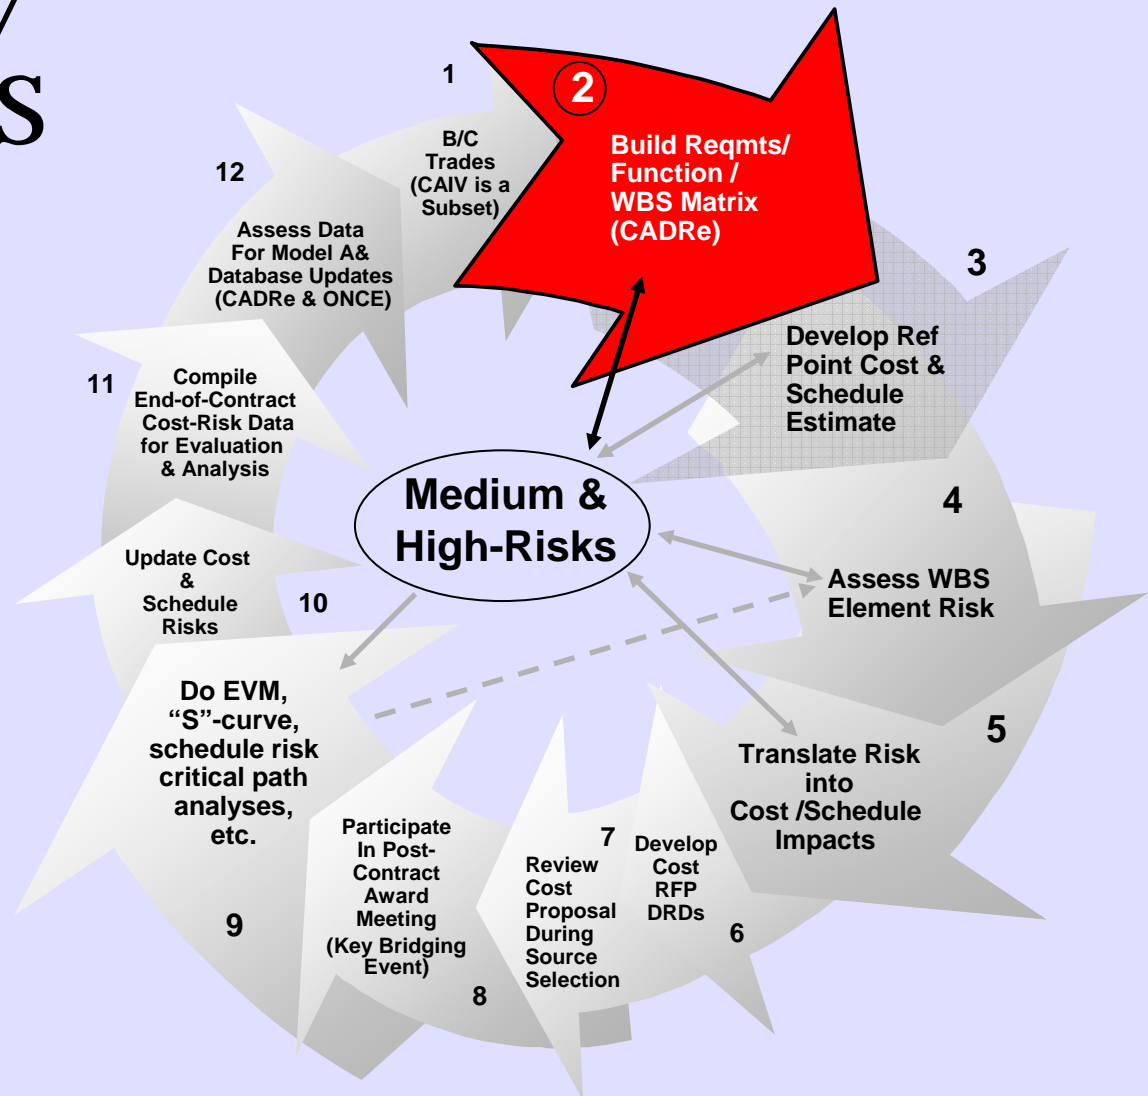 1
B/C
Trades
(CAIV is a
Subset)
2
Build Reqmts/
Function /
WBS Matrix
(CADRe)
3
Develop Ref
Point Cost &
Schedule
Estimate
4
Assess WBS
Element Risk
5
Translate Risk
into
Cost /Schedule
Impacts
6
Develop
Cost
RFP
DRDs
7
Review
Cost
Proposal
During
Source
Selection
8
Participate
In Post-
Contract
Award
Meeting
(Key Bridging
Event)
9
Do EVM,
“S”-curve,
schedule risk
critical path
analyses,
etc.
10
Update Cost
&
Schedule
Risks
11
Compile
End-of-Contract
Cost-Risk Data
for Evaluation
& Analysis
12
Assess Data
For Model A&
Database Updates
(CADRe & ONCE)
Medium &
High-Risks